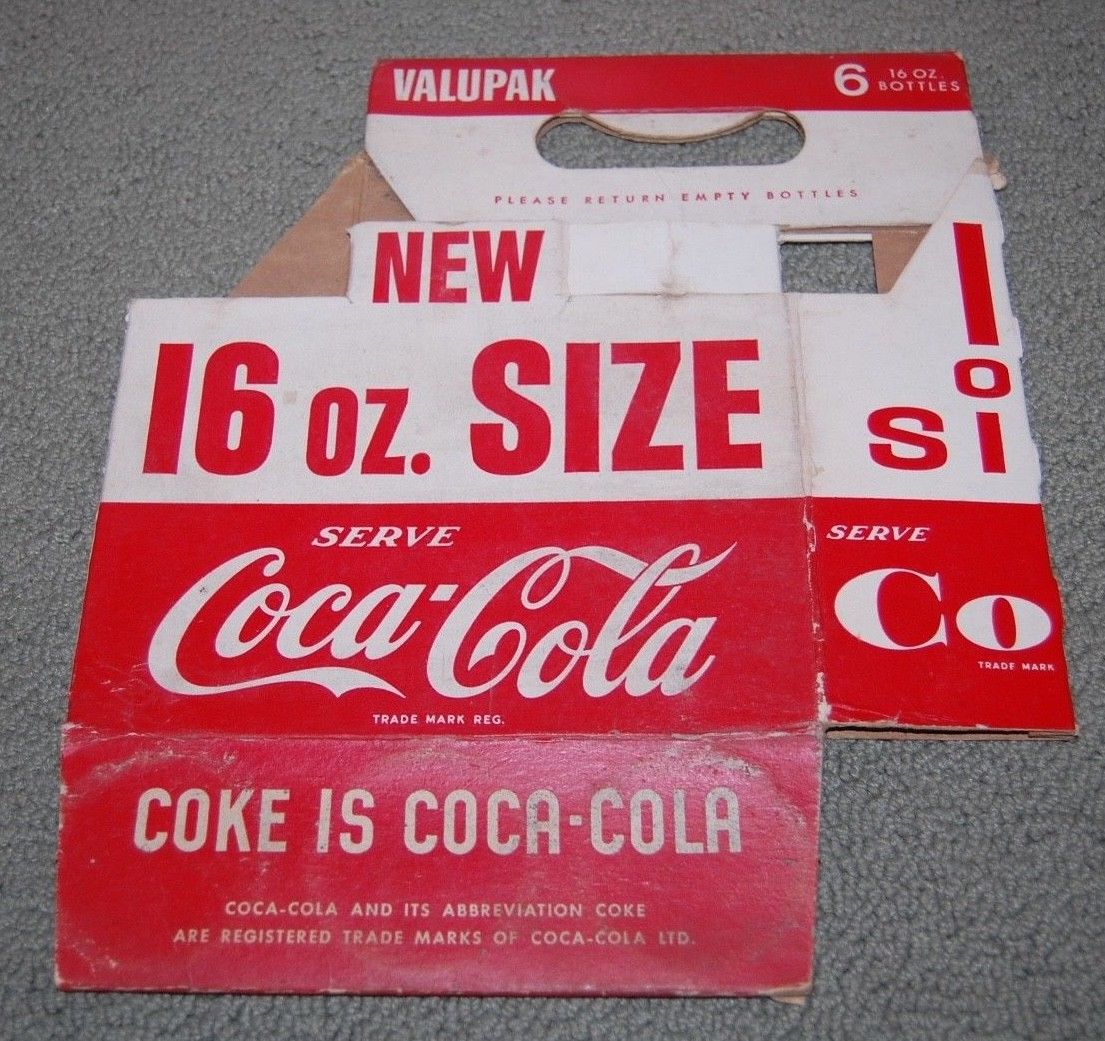 VALUPAK
6 16 OZ. BOTTLES
PLEASE RETURN EMPTY BOTTLES
NEW
16 OZ. SIZE
SERVE
Coca-Cola
TRADE MARK REG.
COKE IS COCA-COLA
COCA-COLA AND ITS ABBREVIATION COKE
ARE REGISTERED TRADE MARKS OF COCA-COLA LTD.
1
O
SI
SERVE
Co
TRADE MARK